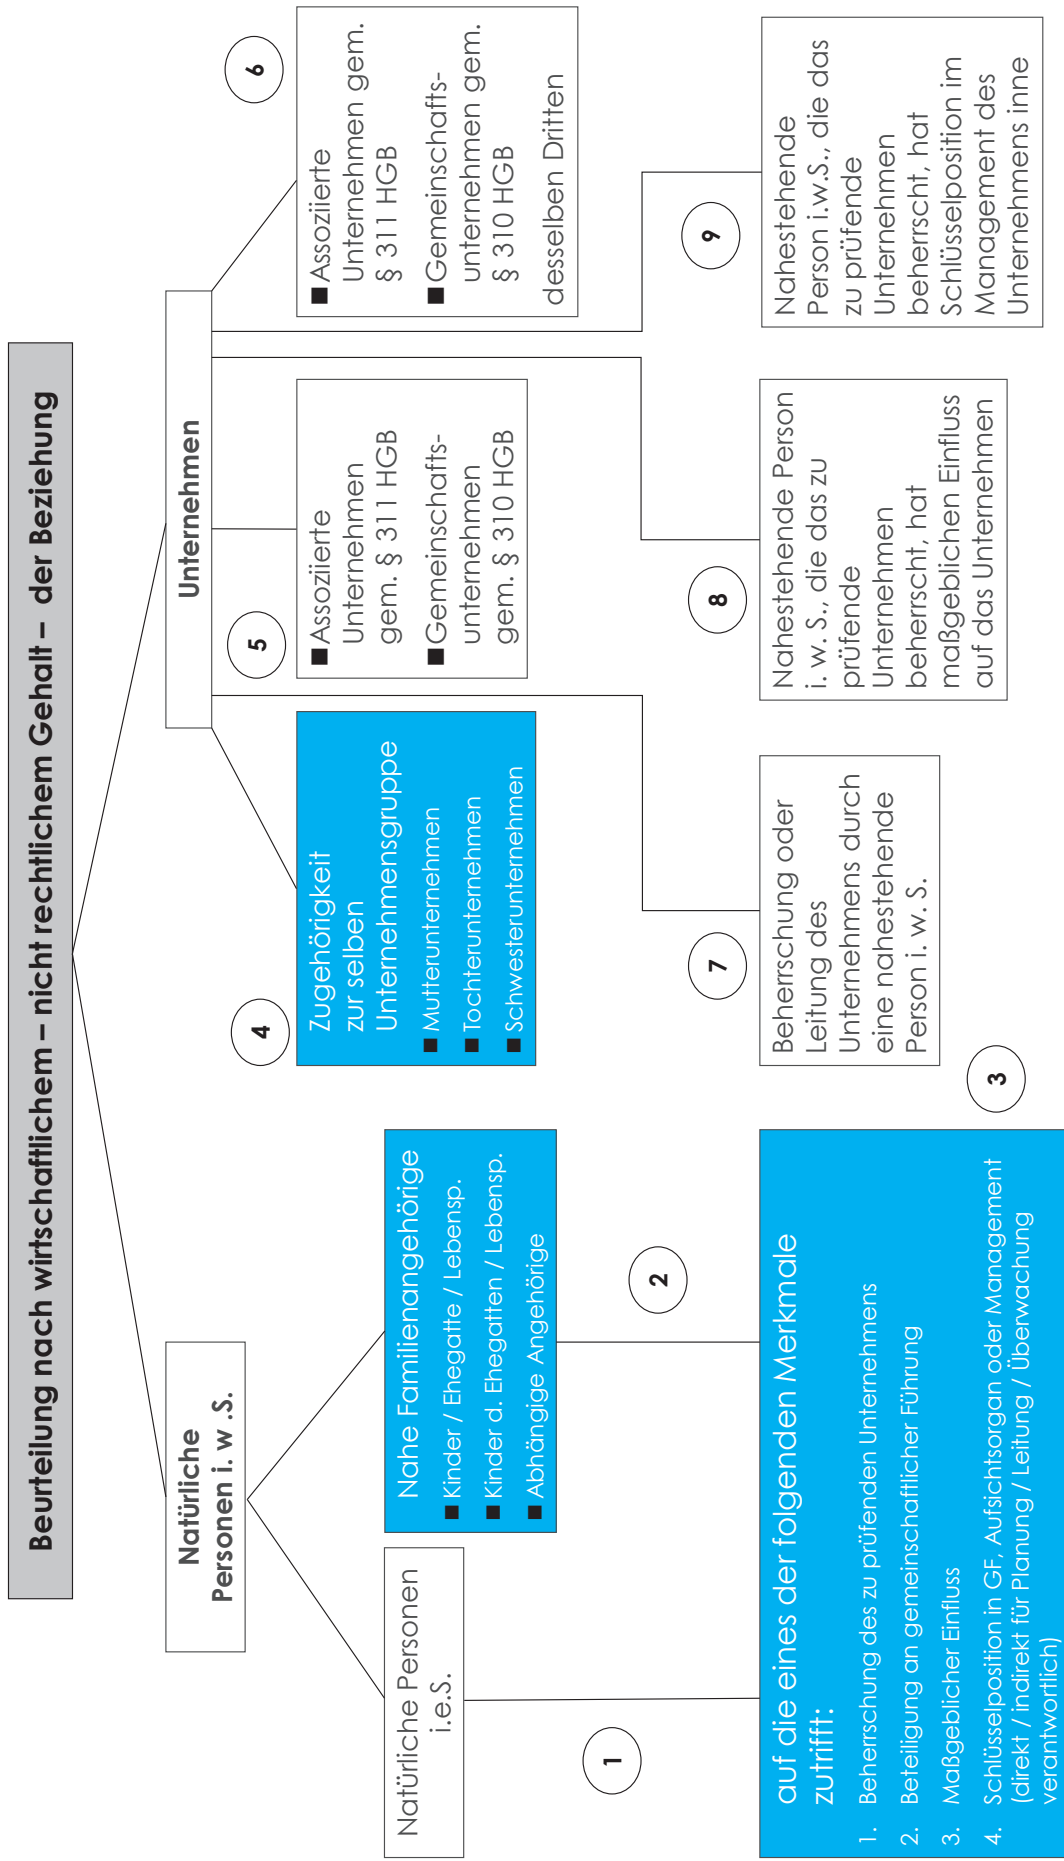 Beurteilung nach wirtschaftlichem – nicht rechtlichem Gehalt – der Beziehung
Natürliche
Personen i. w .S.
Unternehmen
Natürliche Personen
i.e.S.
Nahe Familienangehörige
■ Kinder / Ehegatte / Lebensp.
■ Kinder d. Ehegatten / Lebensp.
■ Abhängige Angehörige
1
2
auf die eines der folgenden Merkmale
zutrifft:
1. Beherrschung des zu prüfenden Unternehmens
2. Beteiligung an gemeinschaftlicher Führung
3. Maßgeblicher Einfluss
4. Schlüsselposition in GF, Aufsichtsorgan oder Management
(direkt / indirekt für Planung / Leitung / Überwachung
verantwortlich)
3
4
Zugehörigkeit
zur selben
Unternehmensgruppe
■ Mutterunternehmen
■ Tochterunternehmen
■ Schwesterunternehmen
5
■ Assoziierte
Unternehmen
gem. § 311 HGB
■ Gemeinschafts-
unternehmen
gem. § 310 HGB
6
■ Assoziierte
Unternehmen gem.
§ 311 HGB
■ Gemeinschafts-
unternehmen gem.
§ 310 HGB
desselben Dritten
7
Beherrschung oder
Leitung des
Unternehmens durch
eine nahestehende
Person i. w. S.
8
Nahestehende Person
i. w. S., die das zu
prüfende
Unternehmen
beherrscht, hat
maßgeblichen Einfluss
auf das Unternehmen
9
Nahestehende
Person i.w.S., die das
zu prüfende
Unternehmen
beherrscht, hat
Schlüsselposition im
Management des
Unternehmens inne